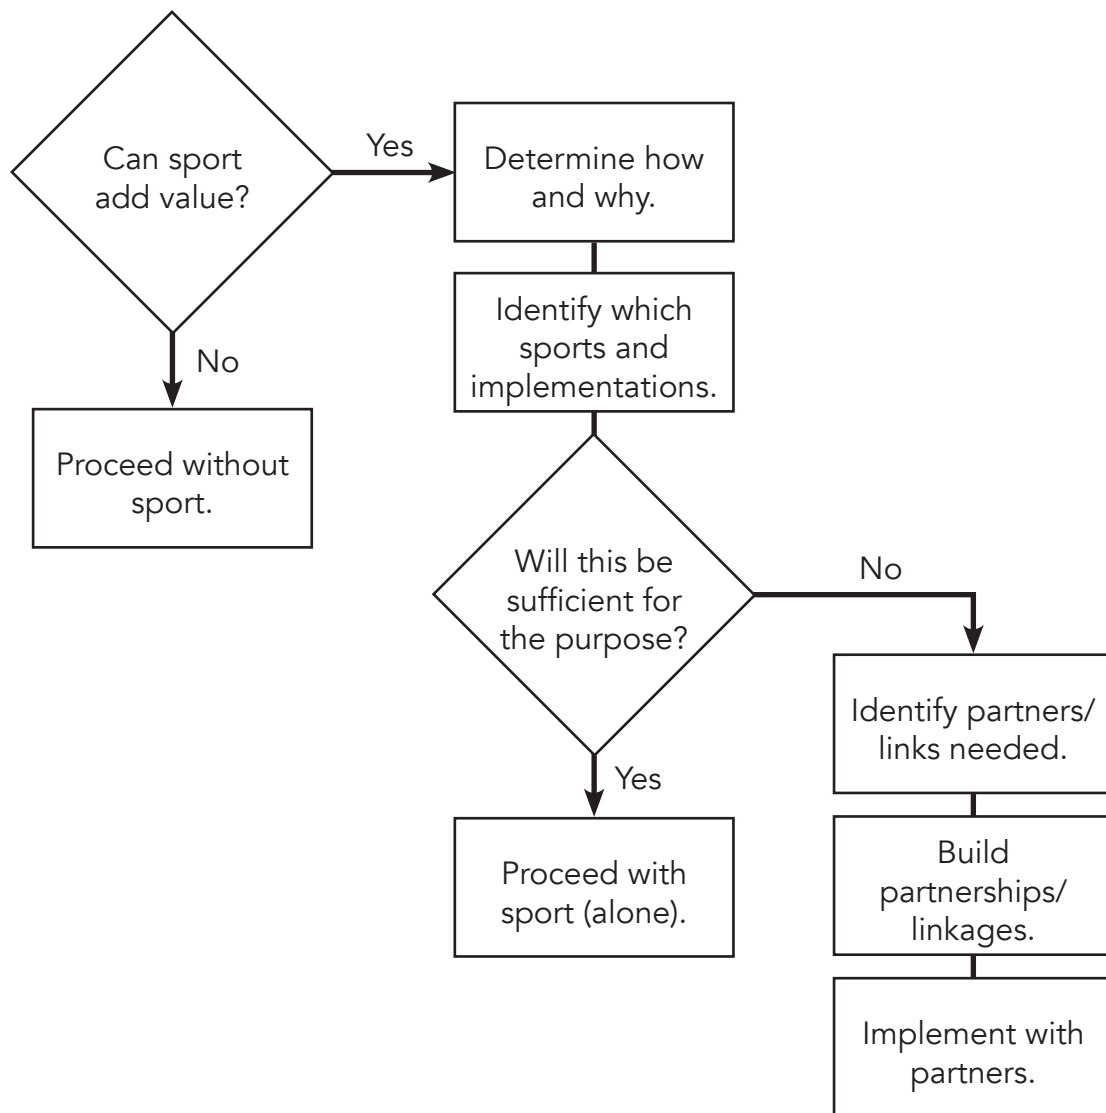 Can sport
add value?
Yes
Determine how
and why.
No
Identify which
sports and
implementations.
Proceed without
sport.
Will this be
sufficient for
the purpose?
No
Identify partners/
links needed.
Yes
Proceed with
sport (alone).
Build
partnerships/
linkages.
Implement with
partners.